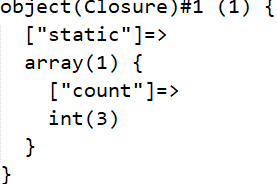 object(Closure)#1 (1) {
  ["static"]=>
  array(1) {
    ["count"]=>
    int(3)
  }
}